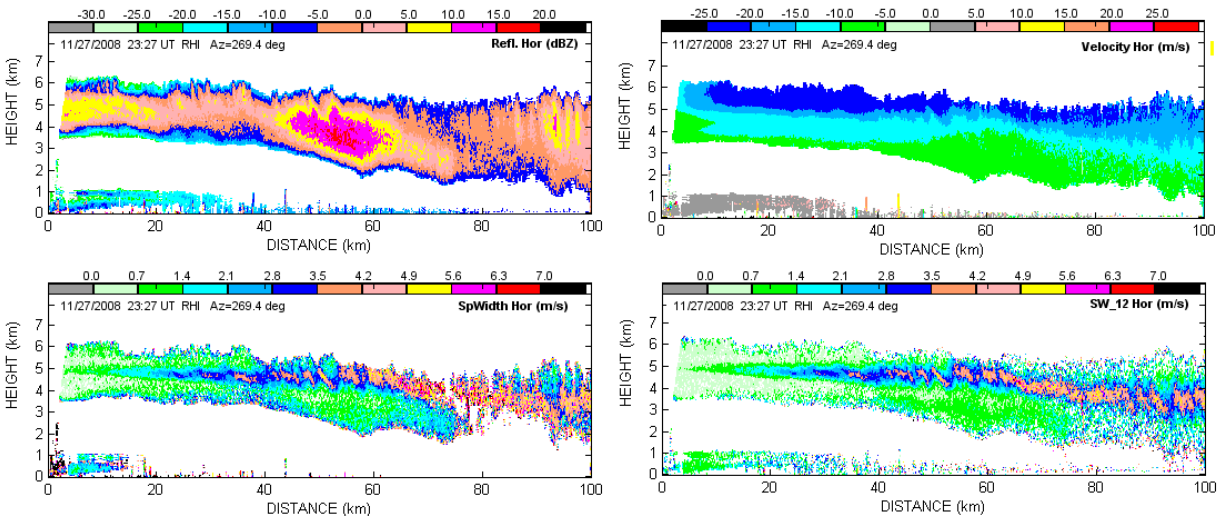 -30.0 -25.0 -20.0 -15.0 -10.0 -5.0 0.0 5.0 10.0 15.0 20.0
11/27/2008 23:27 UT RHI Az=269.4 deg Refl. Hor (dBZ)
HEIGHT (km)
7
6
5
4
3
2
1
0
0 20 40 60 80 100
DISTANCE (km)
-25.0 -20.0 -15.0 -10.0 -5.0 0.0 5.0 10.0 15.0 20.0 25.0
11/27/2008 23:27 UT RHI Az=269.4 deg Velocity Hor (m/s)
HEIGHT (km)
7
6
5
4
3
2
1
0
0 20 40 60 80 100
DISTANCE (km)
0.0 0.7 1.4 2.1 2.8 3.5 4.2 4.9 5.6 6.3 7.0
11/27/2008 23:27 UT RHI Az=269.4 deg SpWidth Hor (m/s)
HEIGHT (km)
7
6
5
4
3
2
1
0
0 20 40 60 80 100
DISTANCE (km)
0.0 0.7 1.4 2.1 2.8 3.5 4.2 4.9 5.6 6.3 7.0
11/27/2008 23:27 UT RHI Az=269.4 deg SW_12 Hor (m/s)
HEIGHT (km)
7
6
5
4
3
2
1
0
0 20 40 60 80 100
DISTANCE (km)